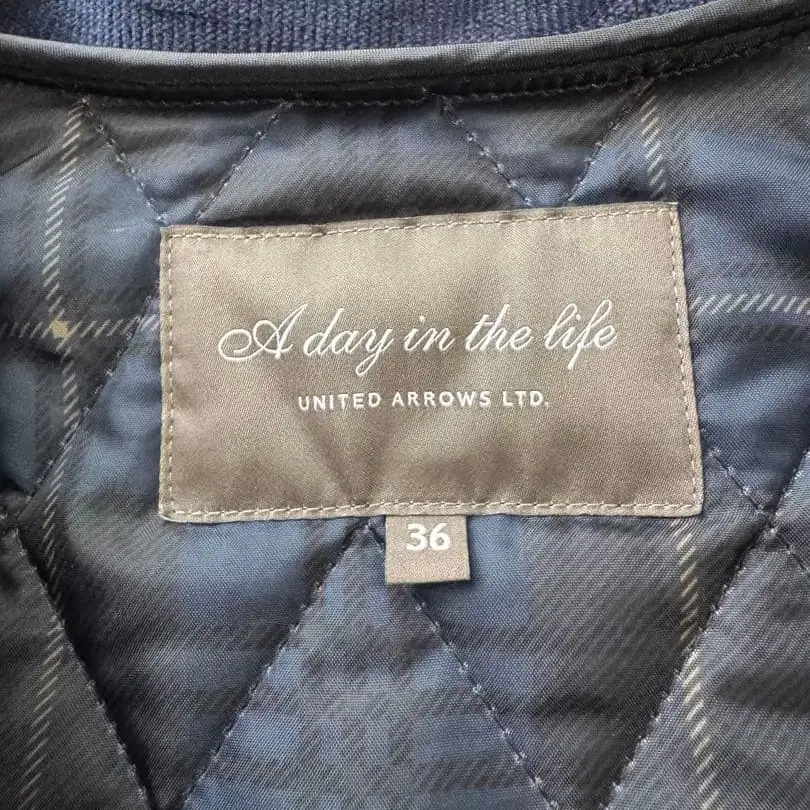 A day in the life
UNITED ARROWS LTD.
36